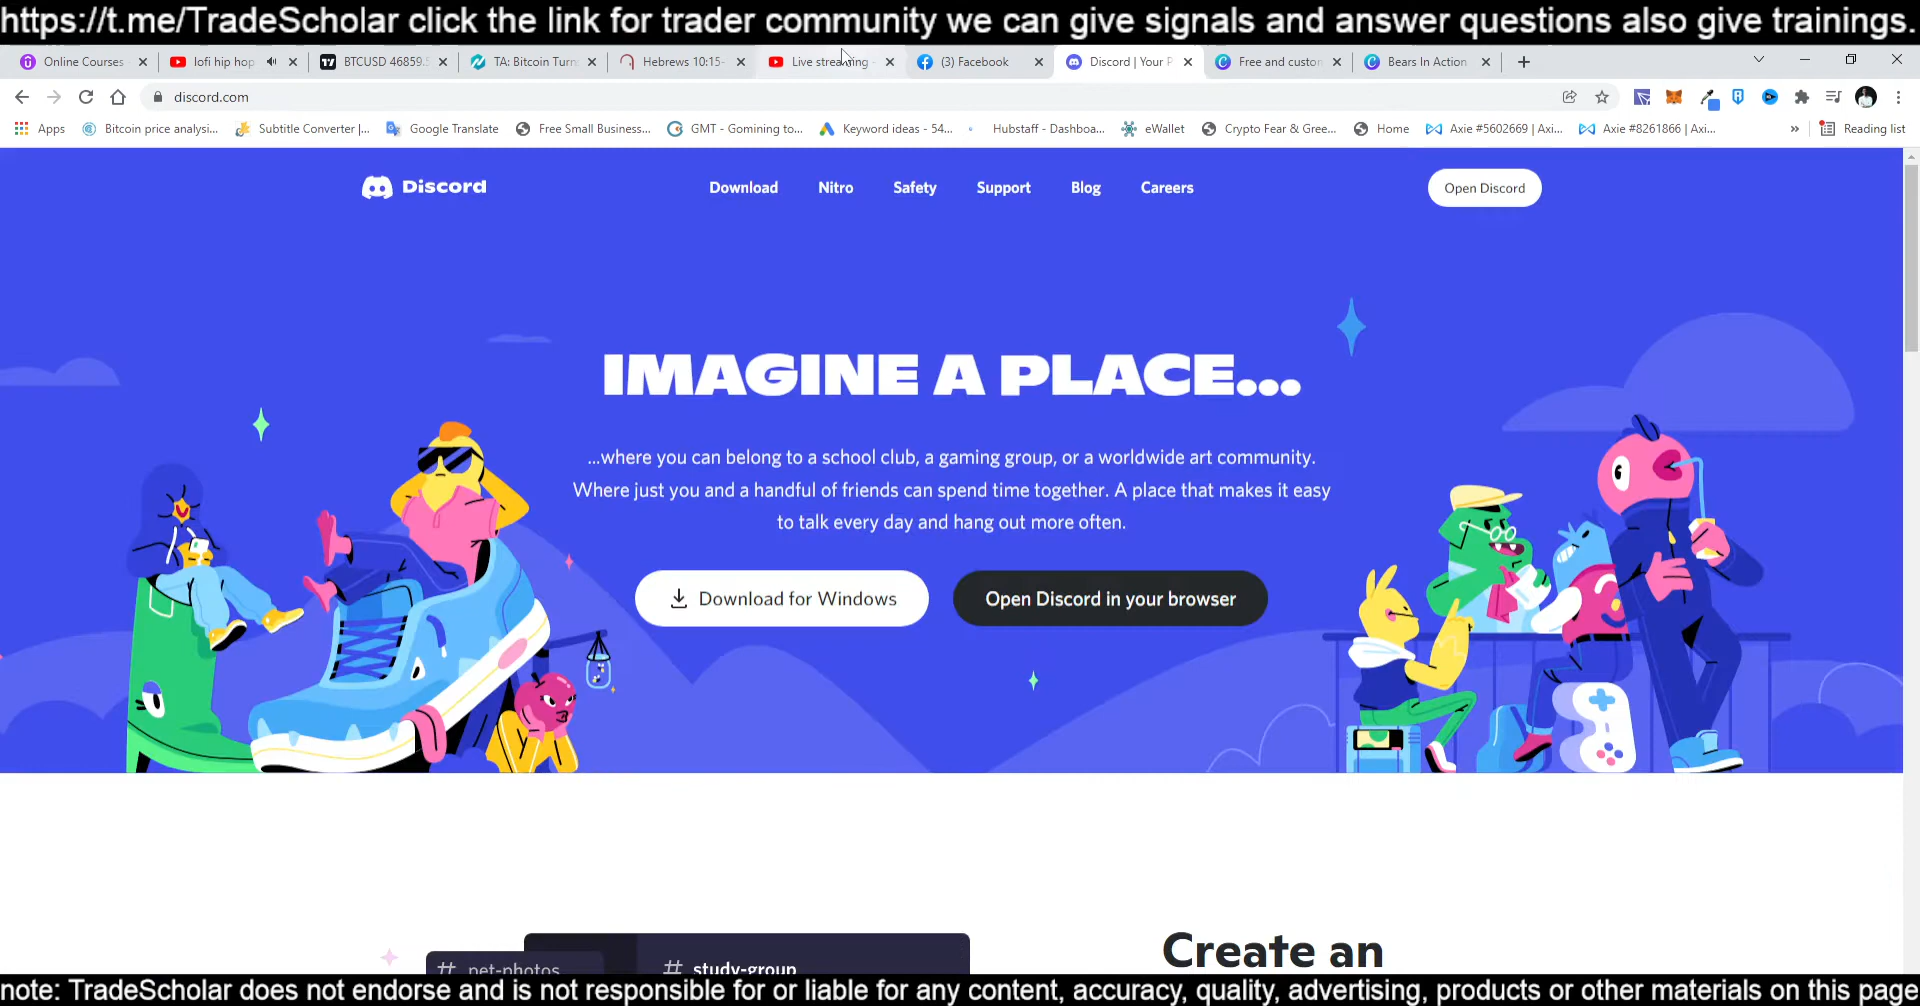 https://t.me/TradeScholar click the link for trader community we can give signals and answer questions also give trainings.
Online Courses
lofi hip hop
BTCUSD 46859.5
TA: Bitcoin Turn
Hebrews 10:15-
Live streaming -
(3) Facebook
Discord | Your P
Free and custon
Bears In Action
discord.com
Apps
Bitcoin price analysi...
Subtitle Converter |...
Google Translate
Free Small Business...
GMT - Gomining to...
Keyword ideas - 54...
Hubstaff - Dashboa...
eWallet
Crypto Fear & Gree...
Home
Axie #5602669 | Axi...
Axie #8261866 | Axi...
»
Reading list
Discord
Download
Nitro
Safety
Support
Blog
Careers
Open Discord
IMAGINE A PLACE...
...where you can belong to a school club, a gaming group, or a worldwide art community.
Where just you and a handful of friends can spend time together. A place that makes it easy
to talk every day and hang out more often.
Download for Windows
Open Discord in your browser
Create an
# pet-photos
# study-group
note: TradeScholar does not endorse and is not responsible for or liable for any content, accuracy, quality, advertising, products or other materials on this page